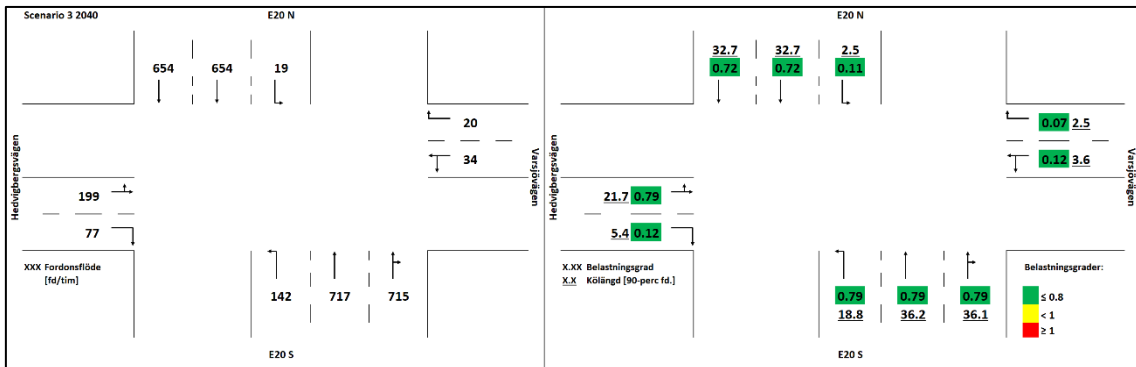 Scenario 3 2040
E20 N
654 654 19
20
34
Hedvigbergsvägen
Varsjövägen
199
77
XXX Fordonsflöde
[fd/tim]
142 717 715
E20 S
E20 N
32.7 32.7 2.5
0.72 0.72 0.11
0.07 2.5
0.12 3.6
Hedvigbergsvägen
Varsjövägen
21.7 0.79
5.4 0.12
X.XX Belastningsgrad
X.X Kölängd [90-perc fd.]
0.79 0.79 0.79
18.8 36.2 36.1
Belastningsgrader:
≤ 0.8
< 1
≥ 1
E20 S